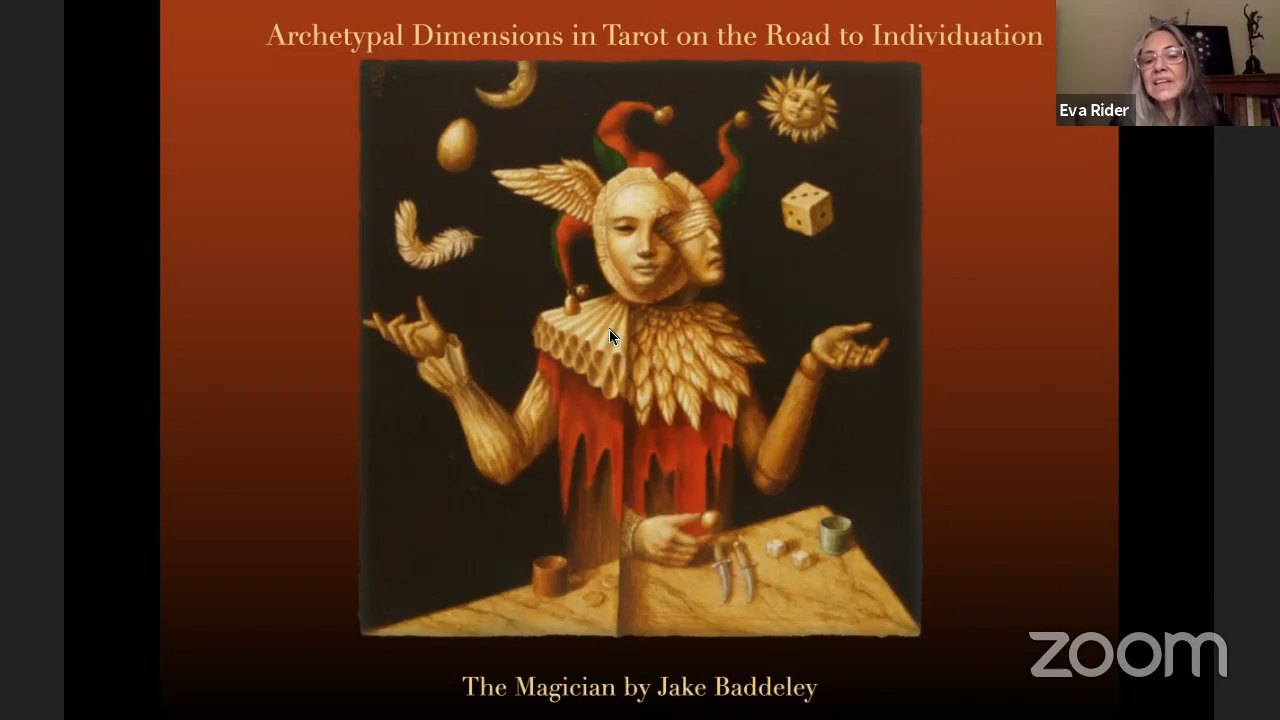 Archetypal Dimensions in Tarot on the Road to Individuation
Eva Rider
zoom
The Magician by Jake Baddeley